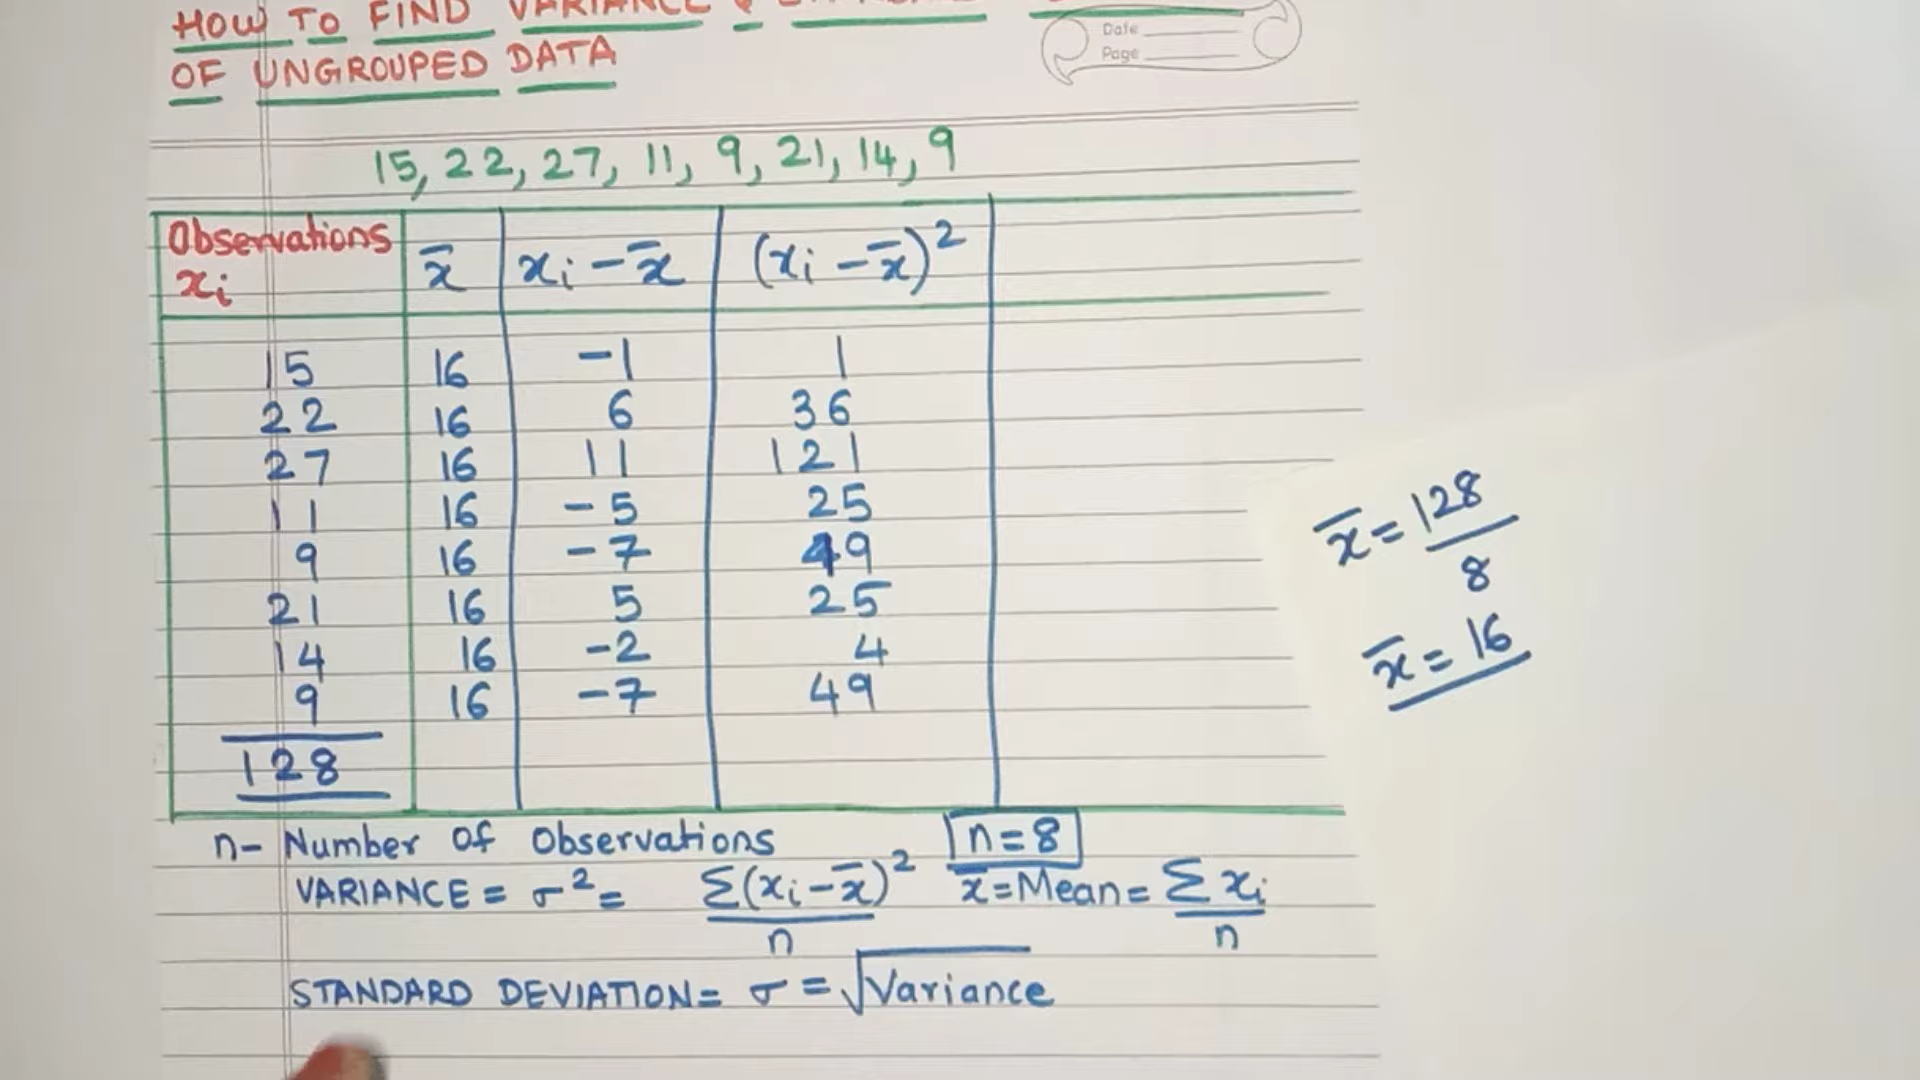 HOW TO FIND VARIANCE &
OF UNGROUPED DATA
Date
Page
15, 22, 27, 11, 9, 21, 14, 9
Observations xi x̄ xi − x̄ (xi − x̄)²
15 16 −1 1
22 16 6 36
27 16 11 121
11 16 −5 25
9 16 −7 49
21 16 5 25
14 16 −2 4
9 16 −7 49
128
x̄ = 128/8
x̄ = 16
n- Number of Observations n=8
VARIANCE = σ² = Σ(xi − x̄)²/n x̄ = Mean = Σxi/n
STANDARD DEVIATION = σ = √Variance